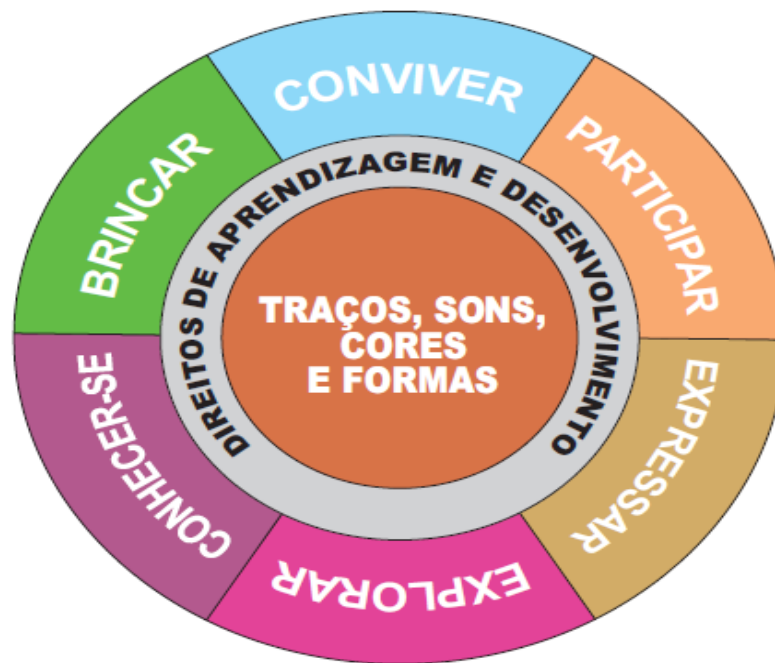 CONVIVER
PARTICIPAR
EXPRESSAR
EXPLORAR
CONHECER-SE
BRINCAR
DIREITOS DE APRENDIZAGEM E DESENVOLVIMENTO
TRAÇOS, SONS,
CORES
E FORMAS